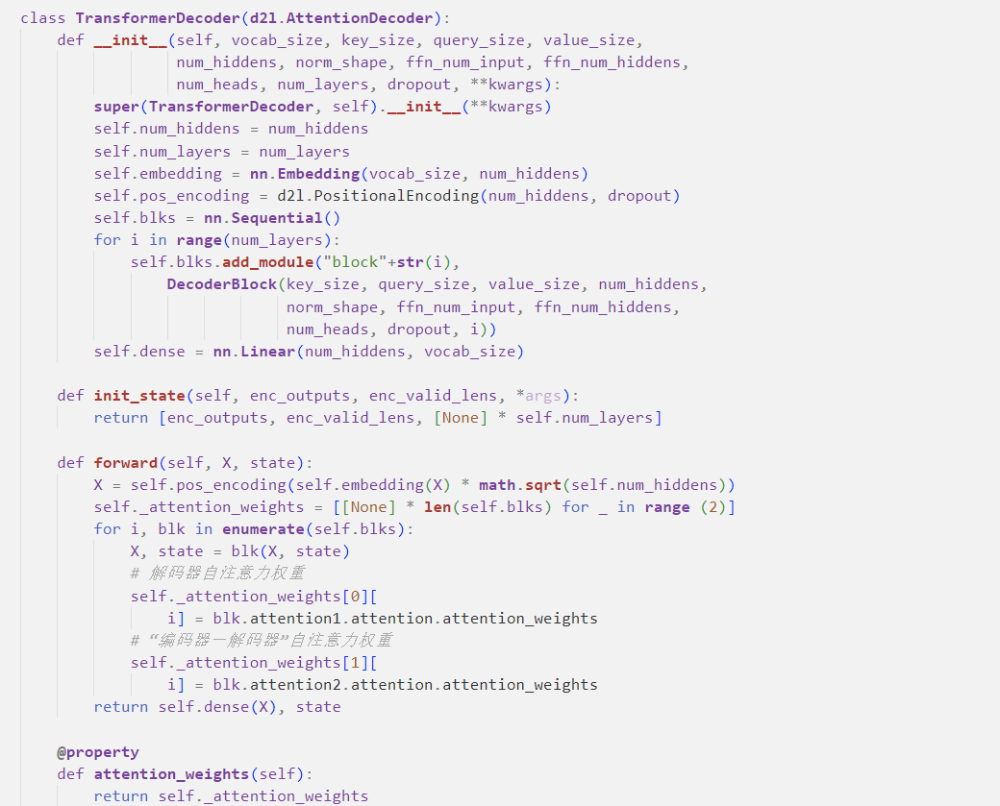 class TransformerDecoder(d2l.AttentionDecoder):
    def __init__(self, vocab_size, key_size, query_size, value_size,
                 num_hiddens, norm_shape, ffn_num_input, ffn_num_hiddens,
                 num_heads, num_layers, dropout, **kwargs):
        super(TransformerDecoder, self).__init__(**kwargs)
        self.num_hiddens = num_hiddens
        self.num_layers = num_layers
        self.embedding = nn.Embedding(vocab_size, num_hiddens)
        self.pos_encoding = d2l.PositionalEncoding(num_hiddens, dropout)
        self.blks = nn.Sequential()
        for i in range(num_layers):
            self.blks.add_module("block"+str(i),
                DecoderBlock(key_size, query_size, value_size, num_hiddens,
                             norm_shape, ffn_num_input, ffn_num_hiddens,
                             num_heads, dropout, i))
        self.dense = nn.Linear(num_hiddens, vocab_size)

    def init_state(self, enc_outputs, enc_valid_lens, *args):
        return [enc_outputs, enc_valid_lens, [None] * self.num_layers]

    def forward(self, X, state):
        X = self.pos_encoding(self.embedding(X) * math.sqrt(self.num_hiddens))
        self._attention_weights = [[None] * len(self.blks) for _ in range (2)]
        for i, blk in enumerate(self.blks):
            X, state = blk(X, state)
            # 解码器自注意力权重
            self._attention_weights[0][
                i] = blk.attention1.attention.attention_weights
            # “编码器－解码器”自注意力权重
            self._attention_weights[1][
                i] = blk.attention2.attention.attention_weights
        return self.dense(X), state

    @property
    def attention_weights(self):
        return self._attention_weights